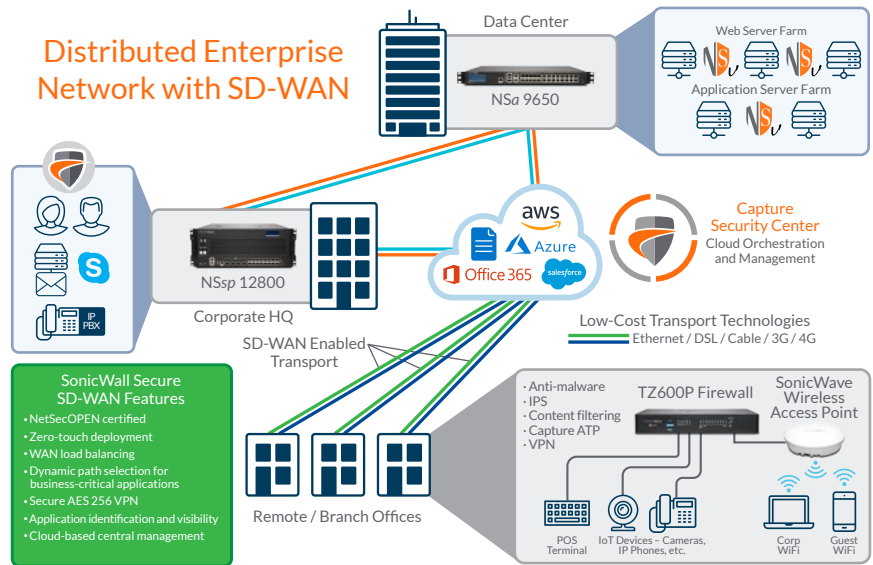 Distributed Enterprise
Network with SD-WAN
Data Center
NSa 9650
Web Server Farm
NSv
NSv
Application Server Farm
NSv
NSsp 12800
Corporate HQ
S
IP
PBX
aws
Azure
Office 365
salesforce
Capture
Security Center
Cloud Orchestration
and Management
SD-WAN Enabled
Transport
Low-Cost Transport Technologies
Ethernet / DSL / Cable / 3G / 4G
SonicWall Secure
SD-WAN Features
• NetSecOPEN certified
• Zero-touch deployment
• WAN load balancing
• Dynamic path selection for
business-critical applications
• Secure AES 256 VPN
• Application identification and visibility
• Cloud-based central management
Remote / Branch Offices
· Anti-malware
· IPS
· Content filtering
· Capture ATP
· VPN
TZ600P Firewall
SonicWave
Wireless
Access Point
POS
Terminal
IoT Devices – Cameras,
IP Phones, etc.
Corp
WiFi
Guest
WiFi